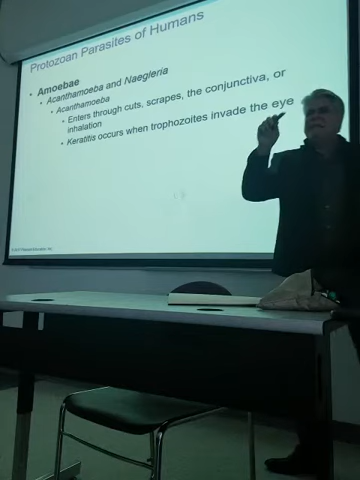 Protozoan Parasites of Humans
• Amoebae
• Acanthamoeba and Naegleria
• Acanthamoeba
• Enters through cuts, scrapes, the conjunctiva, or
inhalation
• Keratitis occurs when trophozoites invade the eye